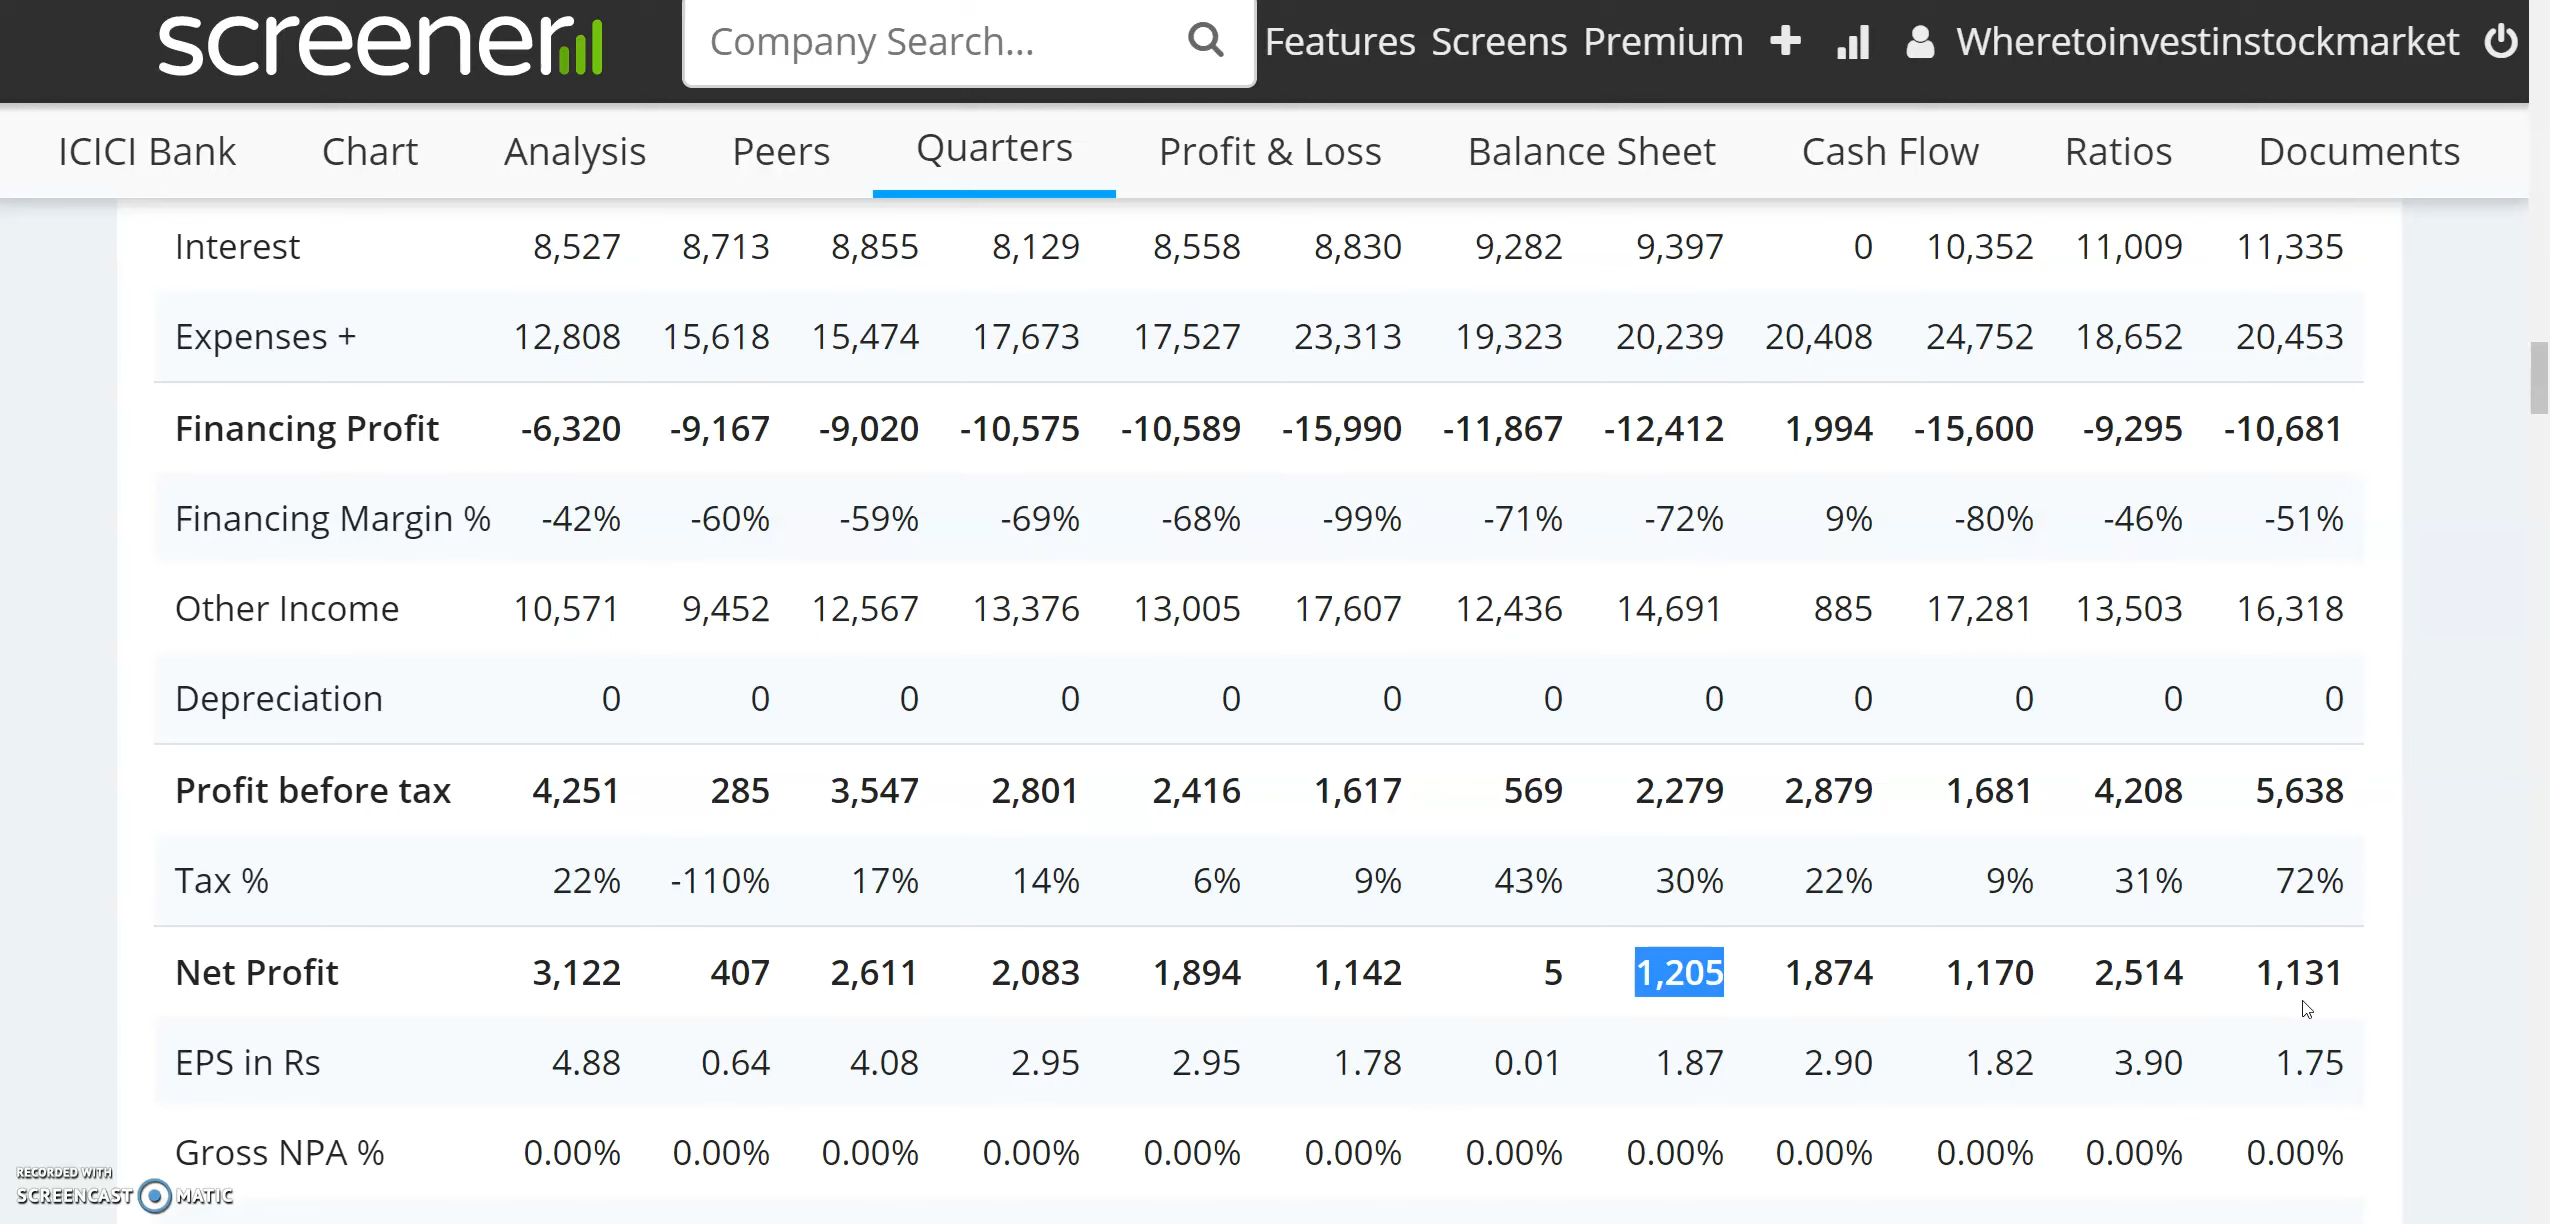 screener Company Search... Features Screens Premium Wheretoinvestinstockmarket
ICICI Bank Chart Analysis Peers Quarters Profit & Loss Balance Sheet Cash Flow Ratios Documents
Interest 8,527 8,713 8,855 8,129 8,558 8,830 9,282 9,397 0 10,352 11,009 11,335
Expenses + 12,808 15,618 15,474 17,673 17,527 23,313 19,323 20,239 20,408 24,752 18,652 20,453
Financing Profit -6,320 -9,167 -9,020 -10,575 -10,589 -15,990 -11,867 -12,412 1,994 -15,600 -9,295 -10,681
Financing Margin % -42% -60% -59% -69% -68% -99% -71% -72% 9% -80% -46% -51%
Other Income 10,571 9,452 12,567 13,376 13,005 17,607 12,436 14,691 885 17,281 13,503 16,318
Depreciation 0 0 0 0 0 0 0 0 0 0 0 0
Profit before tax 4,251 285 3,547 2,801 2,416 1,617 569 2,279 2,879 1,681 4,208 5,638
Tax % 22% -110% 17% 14% 6% 9% 43% 30% 22% 9% 31% 72%
Net Profit 3,122 407 2,611 2,083 1,894 1,142 5 1,205 1,874 1,170 2,514 1,131
EPS in Rs 4.88 0.64 4.08 2.95 2.95 1.78 0.01 1.87 2.90 1.82 3.90 1.75
Gross NPA % 0.00% 0.00% 0.00% 0.00% 0.00% 0.00% 0.00% 0.00% 0.00% 0.00% 0.00% 0.00%
RECORDED WITH
SCREENCAST MATIC